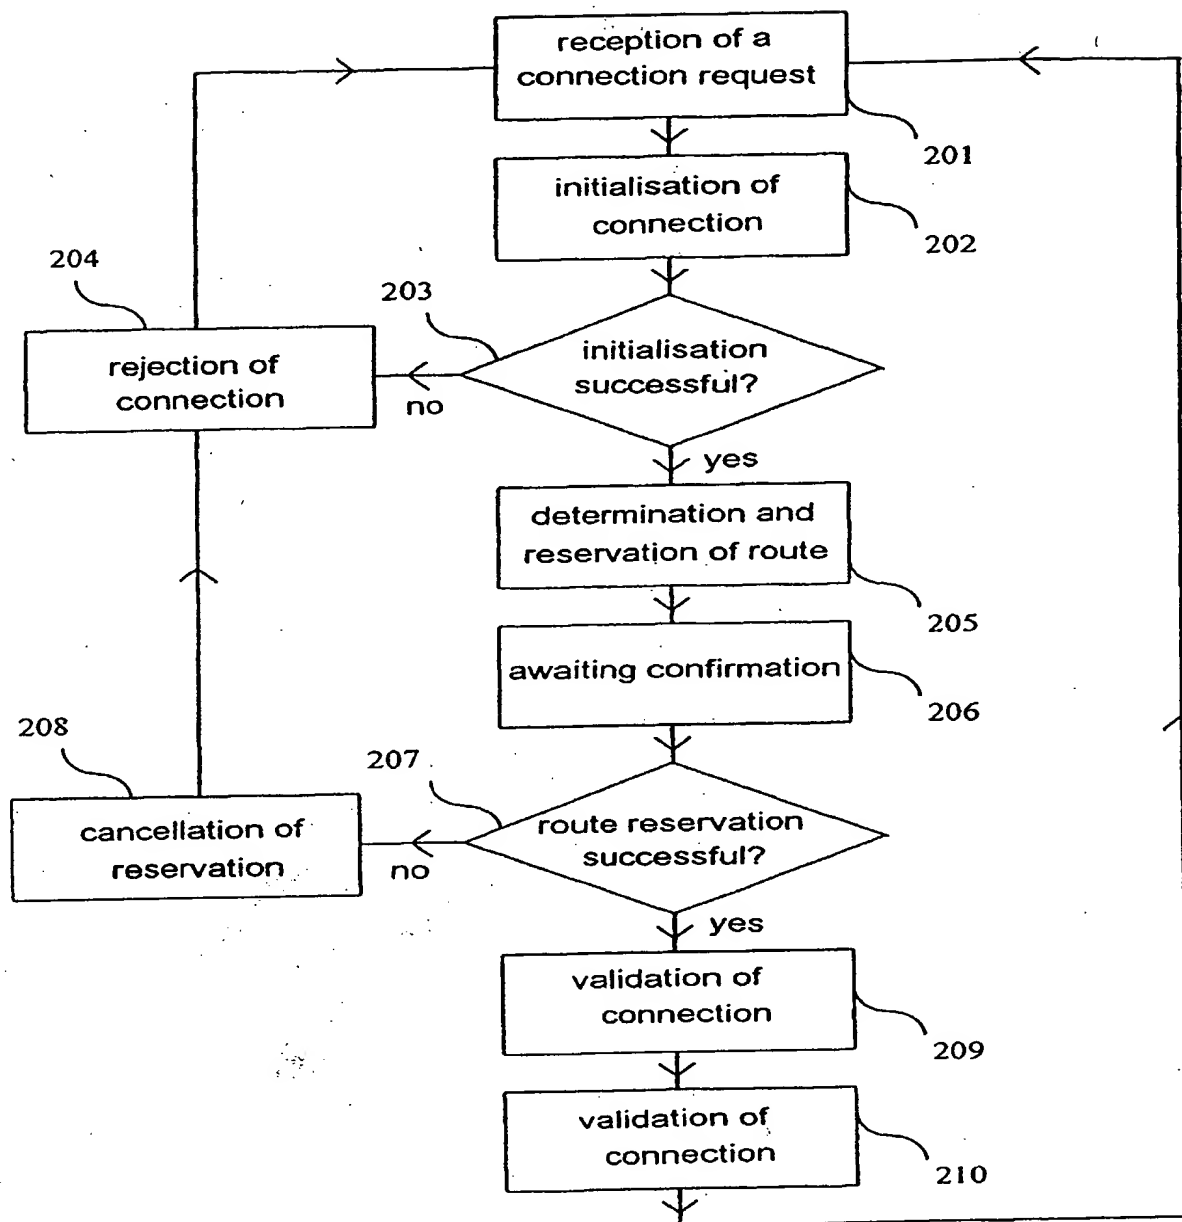 reception of a
connection request
201
initialisation of
connection
202
204
203
initialisation
successful?
rejection of
connection
no
yes
determination and
reservation of route
205
awaiting confirmation
206
208
207
route reservation
successful?
cancellation of
reservation
no
yes
validation of
connection
209
validation of
connection
210